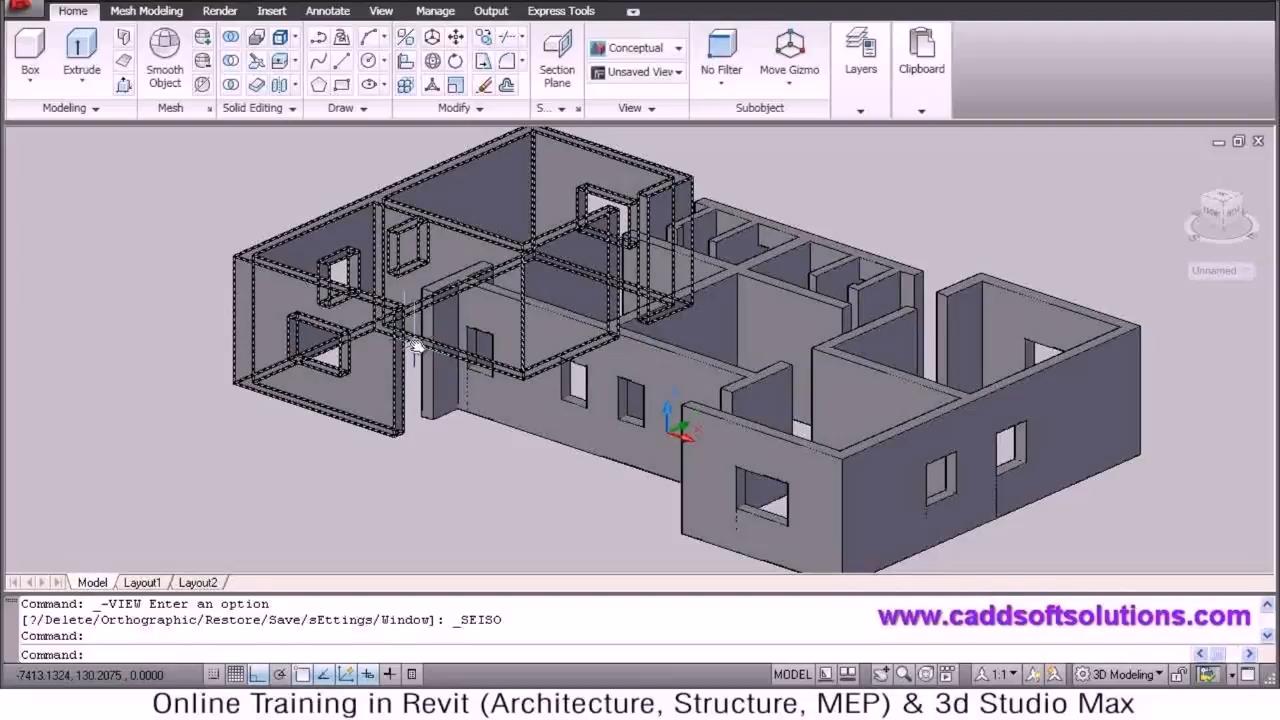 Home Mesh Modeling Render Insert Annotate View Manage Output Express Tools
Box
Extrude
Smooth
Object
Section
Plane
Conceptual
Unsaved View
No Filter
Move Gizmo
Layers
Clipboard
Modeling
Mesh
Solid Editing
Draw
Modify
S...
View
Subobject
Unnamed
Model Layout1 Layout2
Command: _-VIEW Enter an option
[?/Delete/Orthographic/Restore/Save/sEttings/Window]: _SEISO
Command:
Command:
www.caddsoftsolutions.com
-7413.1324, 130.2075, 0.0000
MODEL
1:1
3D Modeling
Online Training in Revit (Architecture, Structure, MEP) & 3d Studio Max